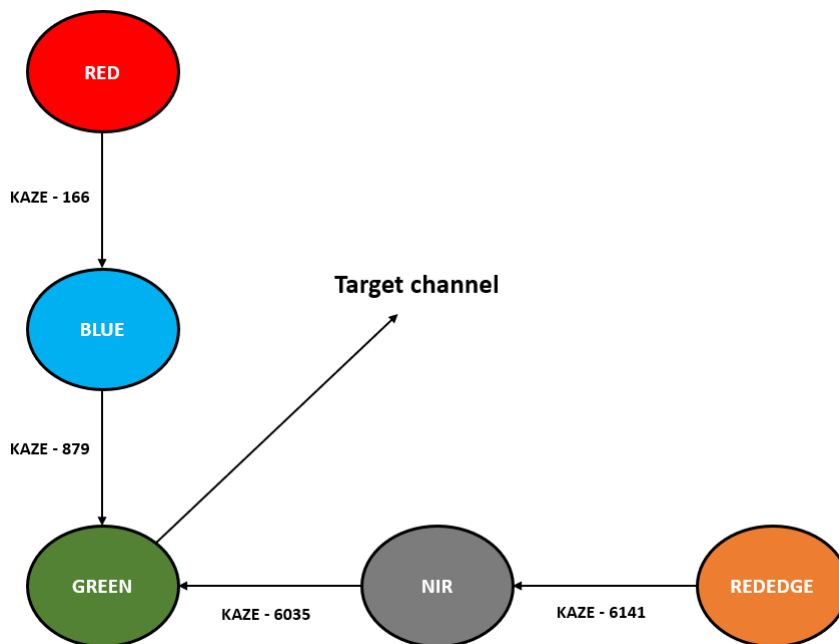 RED
KAZE - 166
Target channel
BLUE
KAZE - 879
GREEN
NIR
REDEDGE
KAZE - 6035
KAZE - 6141